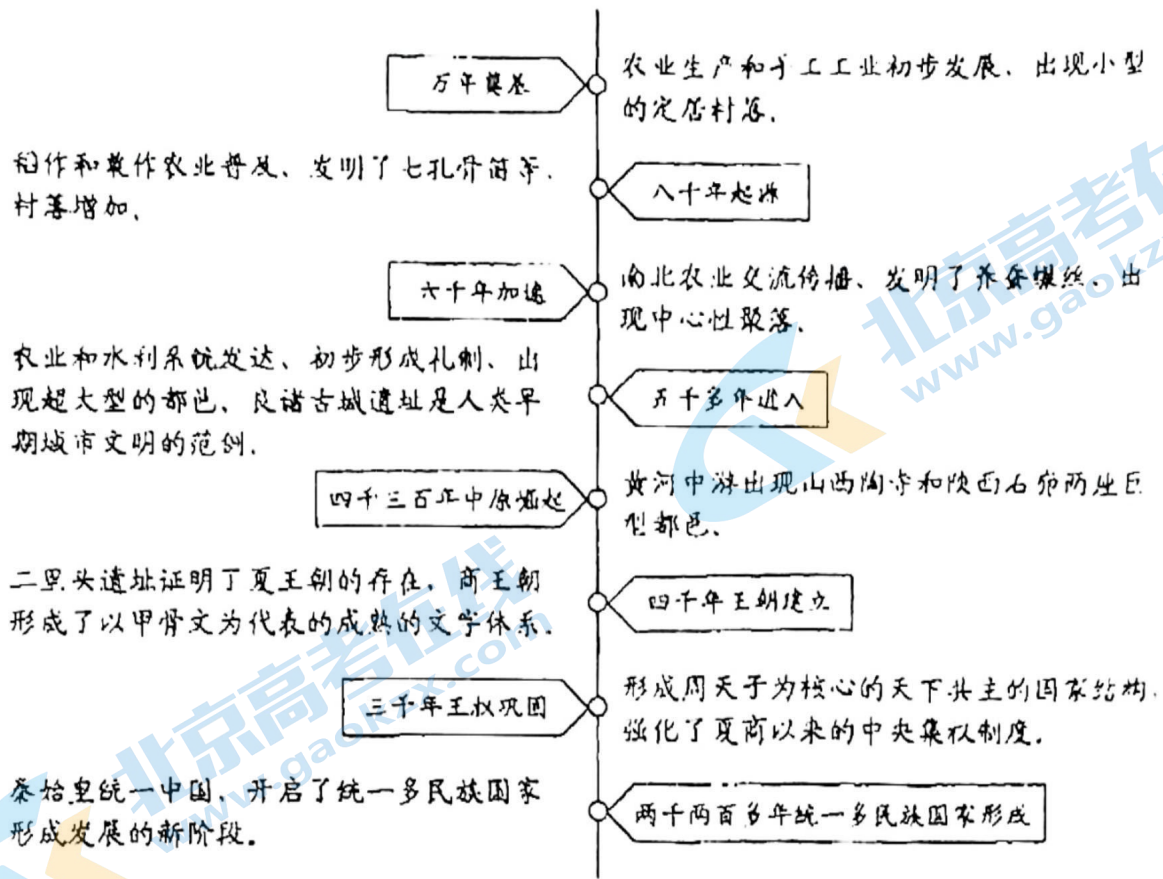 万年奠基
农业生产和手工工业初步发展、出现小型
的定居村落。
稻作和粟作农业普及、发明了七孔骨笛等、
村落增加。
八千年起源
六千年加速
南北农业交流传播、发明了养蚕缫丝、出
现中心性聚落。
农业和水利系统发达、初步形成礼制、出
现超大型的都邑、良诸古城遗址是人类早
期城市文明的范例。
五千多年进入
四千三百年中原崛起
黄河中游出现山西陶寺和陕西石峁两座巨
型都邑。
二里头遗址证明了夏王朝的存在，商王朝
形成了以甲骨文为代表的成熟的文字体系。
四千年王朝建立
三千年王权巩固
形成周天子为核心的天下共主的国家结构，
强化了夏商以来的中央集权制度。
秦始皇统一中国，开启了统一多民族国家
形成发展的新阶段。
两千两百多年统一多民族国家形成
北京高考在线
www.gaokzx.com
北京高考在
www.gaokz